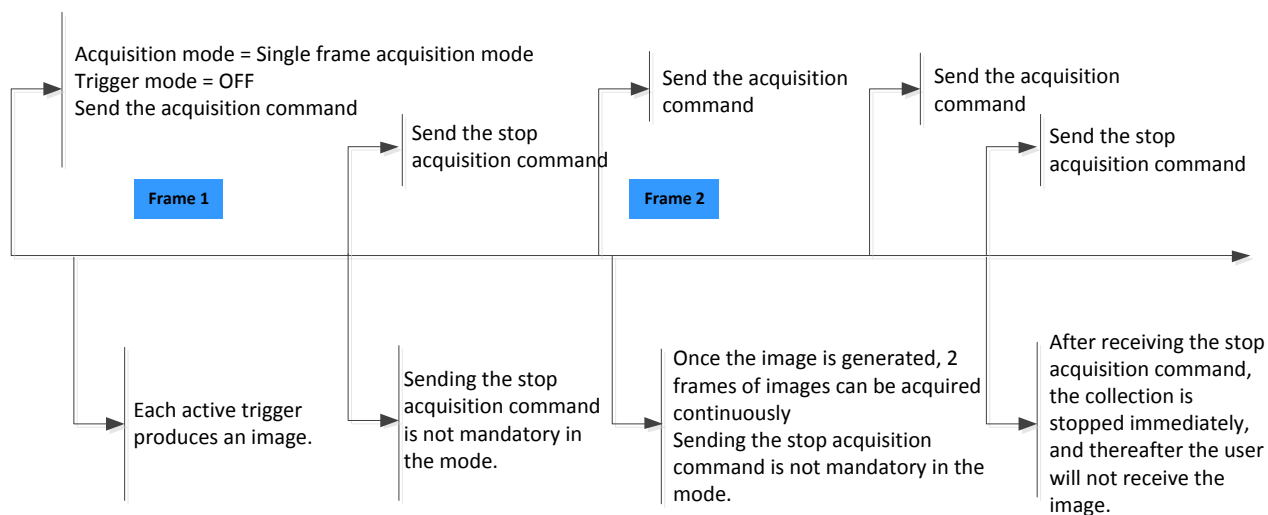 Acquisition mode = Single frame acquisition mode
Trigger mode = OFF
Send the acquisition command
Send the stop
acquisition command
Send the acquisition
command
Send the acquisition
command
Send the stop
acquisition command
Frame 1
Frame 2
Each active trigger
produces an image.
Sending the stop
acquisition command
is not mandatory in
the mode.
Once the image is generated, 2
frames of images can be acquired
continuously
Sending the stop acquisition
command is not mandatory in the
mode.
After receiving the stop
acquisition command,
the collection is
stopped immediately,
and thereafter the user
will not receive the
image.